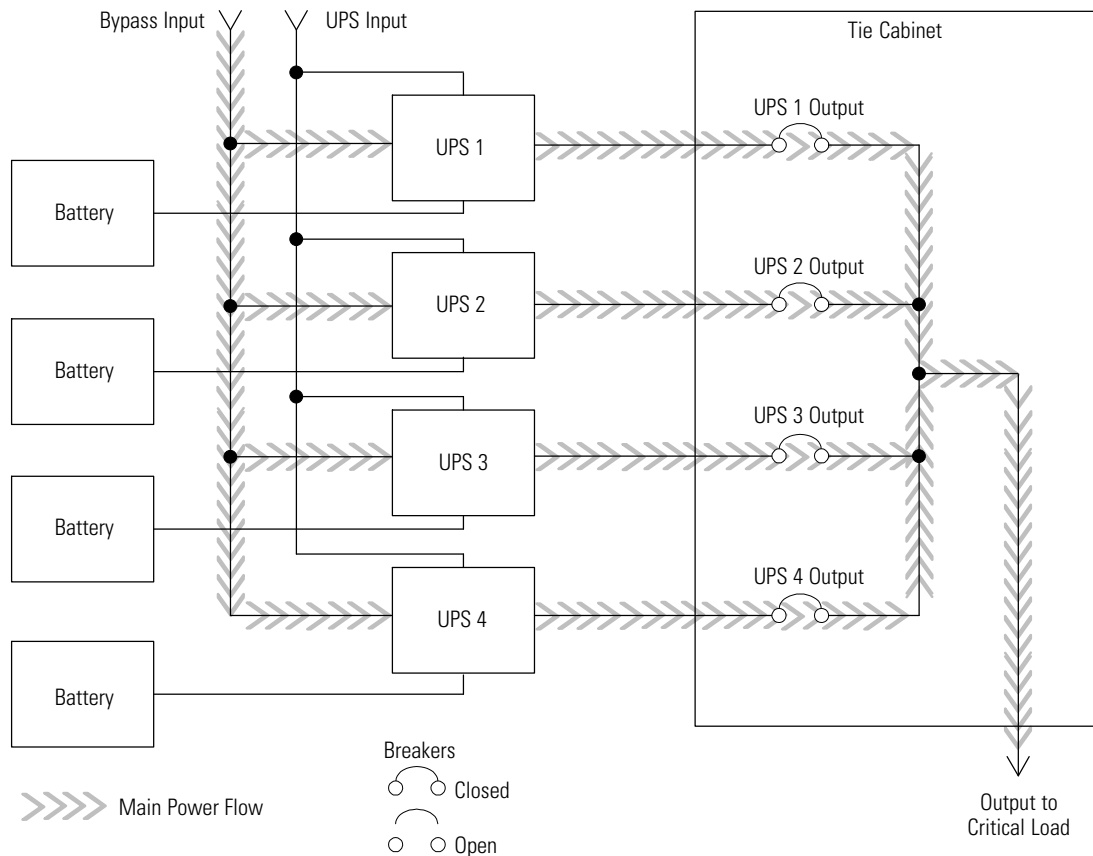 Bypass Input
UPS Input
Tie Cabinet
UPS 1 Output
UPS 1
Battery
UPS 2 Output
UPS 2
Battery
UPS 3 Output
UPS 3
Battery
UPS 4 Output
UPS 4
Battery
Breakers
Closed
Open
Main Power Flow
Output to
Critical Load